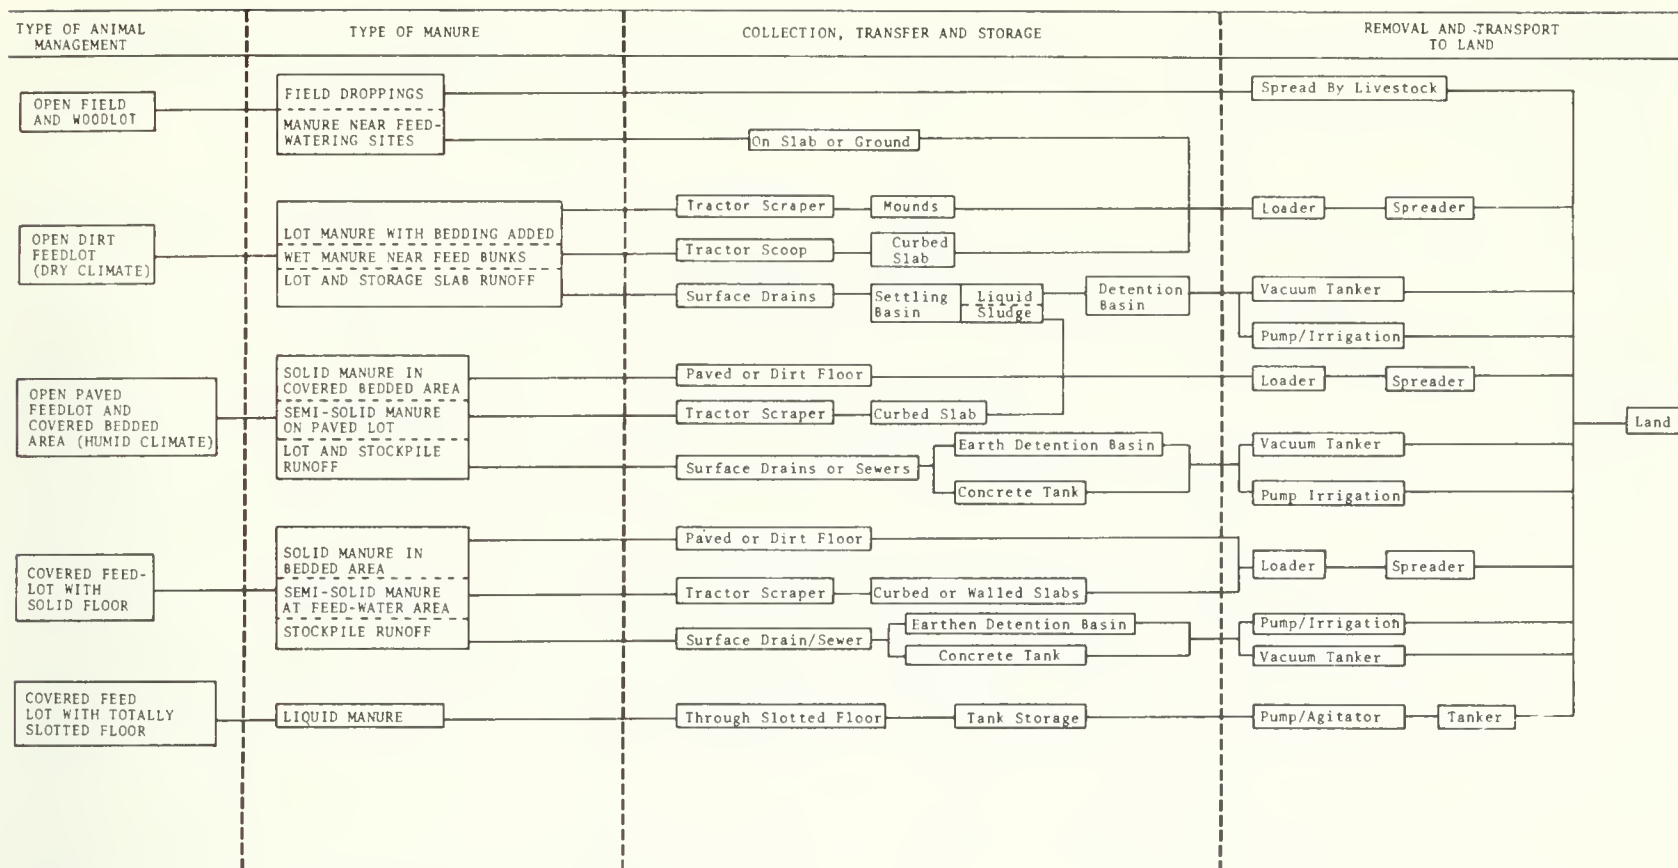 TYPE OF ANIMAL
MANAGEMENT
TYPE OF MANURE
COLLECTION, TRANSFER AND STORAGE
REMOVAL AND TRANSPORT
TO LAND
OPEN FIELD
AND WOODLOT
FIELD DROPPINGS
MANURE NEAR FEED-
WATERING SITES
On Slab or Ground
Spread By Livestock
OPEN DIRT
FEEDLOT
(DRY CLIMATE)
LOT MANURE WITH BEDDING ADDED
WET MANURE NEAR FEED BUNKS
LOT AND STORAGE SLAB RUNOFF
Tractor Scraper
Mounds
Loader
Spreader
Tractor Scoop
Curbed
Slab
Surface Drains
Settling
Basin
Liquid
Sludge
Detention
Basin
Vacuum Tanker
Pump/Irrigation
OPEN PAVED
FEEDLOT AND
COVERED BEDDED
AREA (HUMID CLIMATE)
SOLID MANURE IN
COVERED BEDDED AREA
SEMI-SOLID MANURE
ON PAVED LOT
LOT AND STOCKPILE
RUNOFF
Paved or Dirt Floor
Loader
Spreader
Tractor Scraper
Curbed Slab
Surface Drains or Sewers
Earth Detention Basin
Concrete Tank
Vacuum Tanker
Pump Irrigation
Land
COVERED FEED-
LOT WITH
SOLID FLOOR
SOLID MANURE IN
BEDDED AREA
SEMI-SOLID MANURE
AT FEED-WATER AREA
STOCKPILE RUNOFF
Paved or Dirt Floor
Tractor Scraper
Curbed or Walled Slabs
Loader
Spreader
Surface Drain/Sewer
Earthen Detention Basin
Concrete Tank
Pump/Irrigation
Vacuum Tanker
COVERED FEED
LOT WITH TOTALLY
SLOTTED FLOOR
LIQUID MANURE
Through Slotted Floor
Tank Storage
Pump/Agitator
Tanker